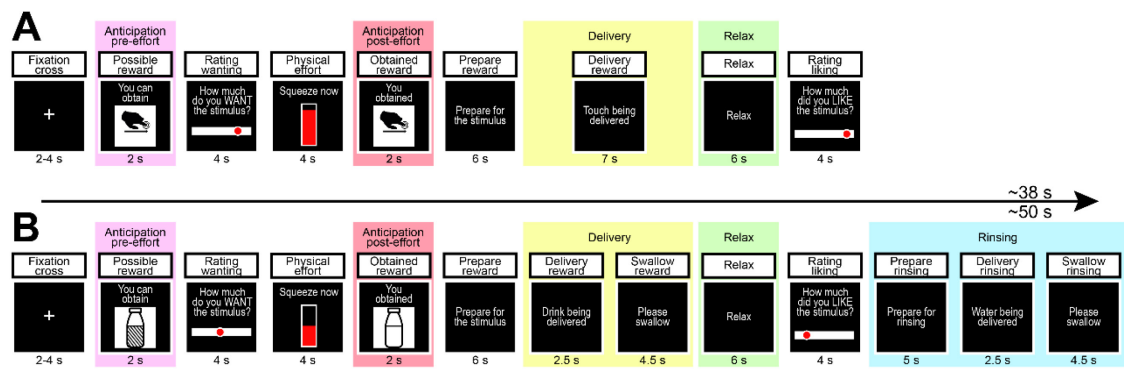 A
Anticipation
pre-effort
Anticipation
post-effort
Delivery
Relax
Fixation
cross
Possible
reward
Rating
wanting
Physical
effort
Obtained
reward
Prepare
reward
Delivery
reward
Relax
Rating
liking
+
You can
obtain
How much
do you WANT
the stimulus?
Squeeze now
You
obtained
Prepare for
the stimulus
Touch being
delivered
Relax
How much
did you LIKE
the stimulus?
2-4 s
2 s
4 s
4 s
2 s
6 s
7 s
6 s
4 s
~38 s
~50 s
B
Anticipation
pre-effort
Anticipation
post-effort
Delivery
Relax
Rinsing
Fixation
cross
Possible
reward
Rating
wanting
Physical
effort
Obtained
reward
Prepare
reward
Delivery
reward
Swallow
reward
Relax
Rating
liking
Prepare
rinsing
Delivery
rinsing
Swallow
rinsing
+
You can
obtain
How much
do you WANT
the stimulus?
Squeeze now
You
obtained
Prepare for
the stimulus
Drink being
delivered
Please
swallow
Relax
How much
did you LIKE
the stimulus?
Prepare for
rinsing
Water being
delivered
Please
swallow
2-4 s
2 s
4 s
4 s
2 s
6 s
2.5 s
4.5 s
6 s
4 s
5 s
2.5 s
4.5 s